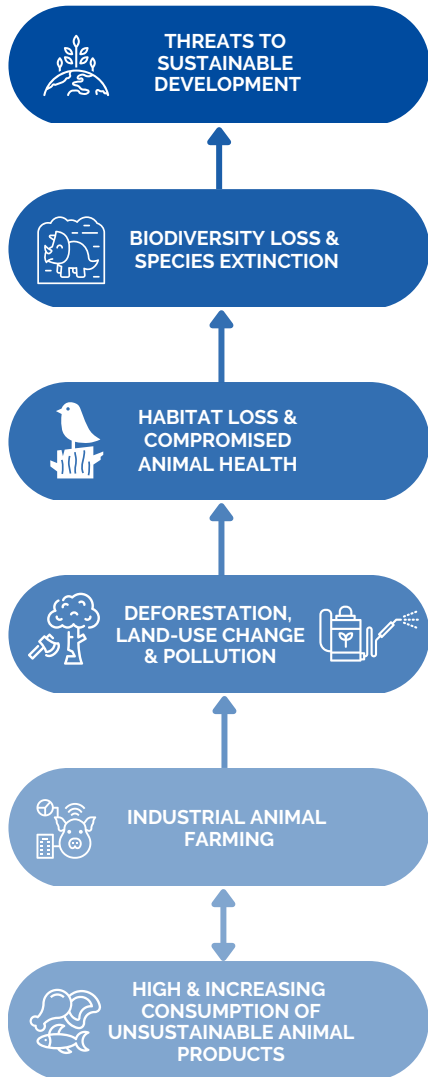 THREATS TO
SUSTAINABLE
DEVELOPMENT
BIODIVERSITY LOSS &
SPECIES EXTINCTION
HABITAT LOSS &
COMPROMISED
ANIMAL HEALTH
DEFORESTATION,
LAND-USE CHANGE
& POLLUTION
INDUSTRIAL ANIMAL
FARMING
HIGH & INCREASING
CONSUMPTION OF
UNSUSTAINABLE ANIMAL
PRODUCTS